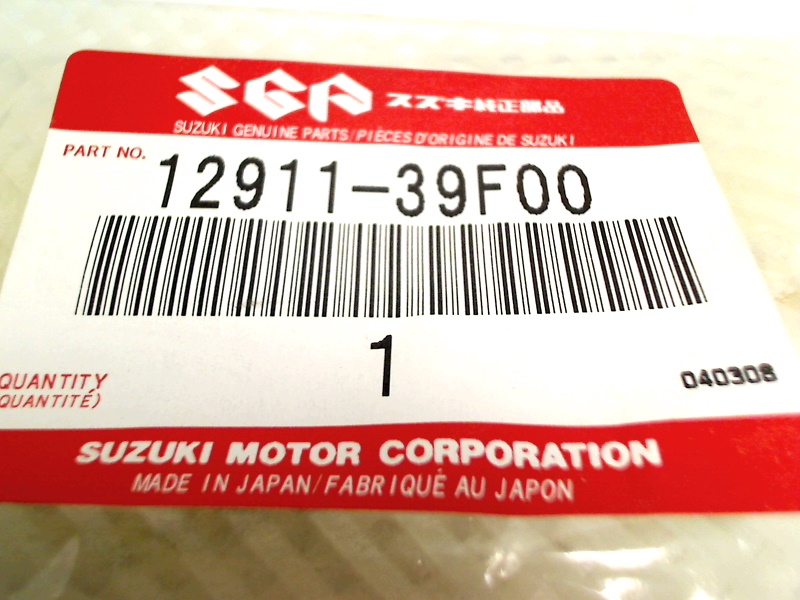 SGP スズキ純正部品
SUZUKI GENUINE PARTS/PIÈCES D'ORIGINE DE SUZUKI
PART NO. 12911-39F00
1
QUANTITY
QUANTITÉ)
040308
SUZUKI MOTOR CORPORATION
MADE IN JAPAN/FABRIQUÉ AU JAPON